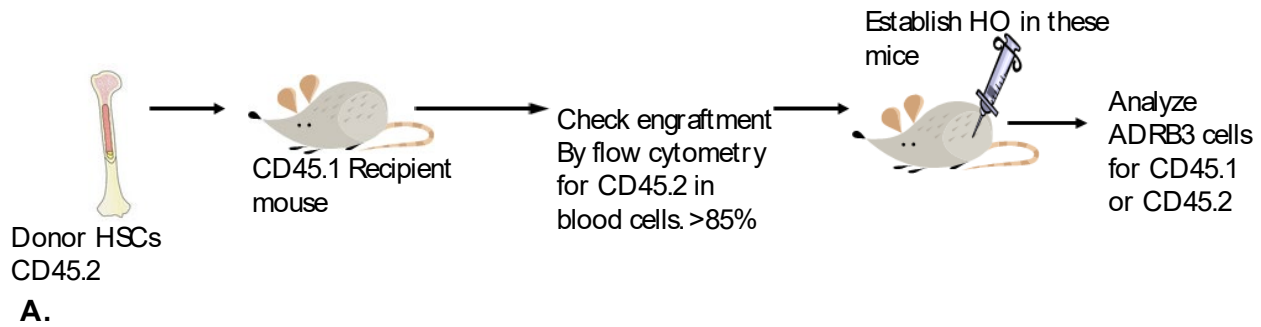 Donor HSCs
CD45.2
CD45.1 Recipient
mouse
Check engraftment
By flow cytometry
for CD45.2 in
blood cells. >85%
Establish HO in these
mice
Analyze
ADRB3 cells
for CD45.1
or CD45.2
A.